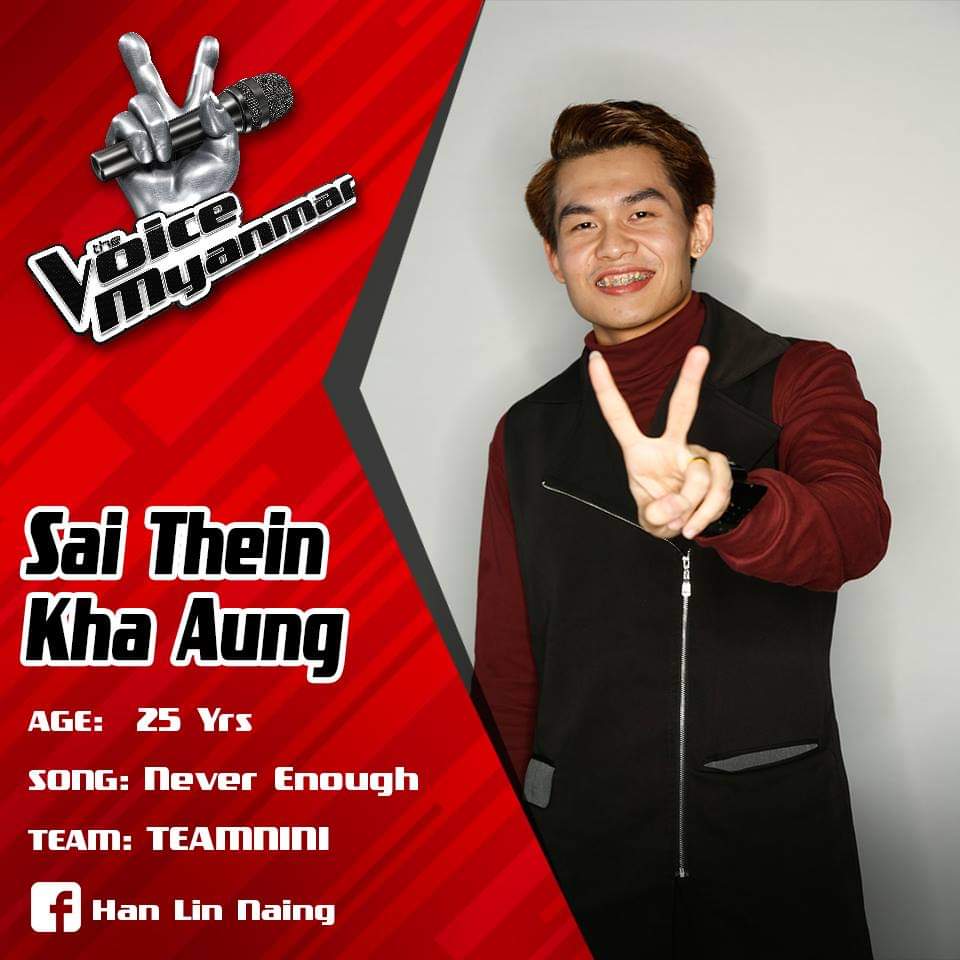 the
Voice
Myanmar
Sai Thein
Kha Aung
AGE: 25 Yrs
SONG: Never Enough
TEAM: TEAMNINI
f Han Lin Naing